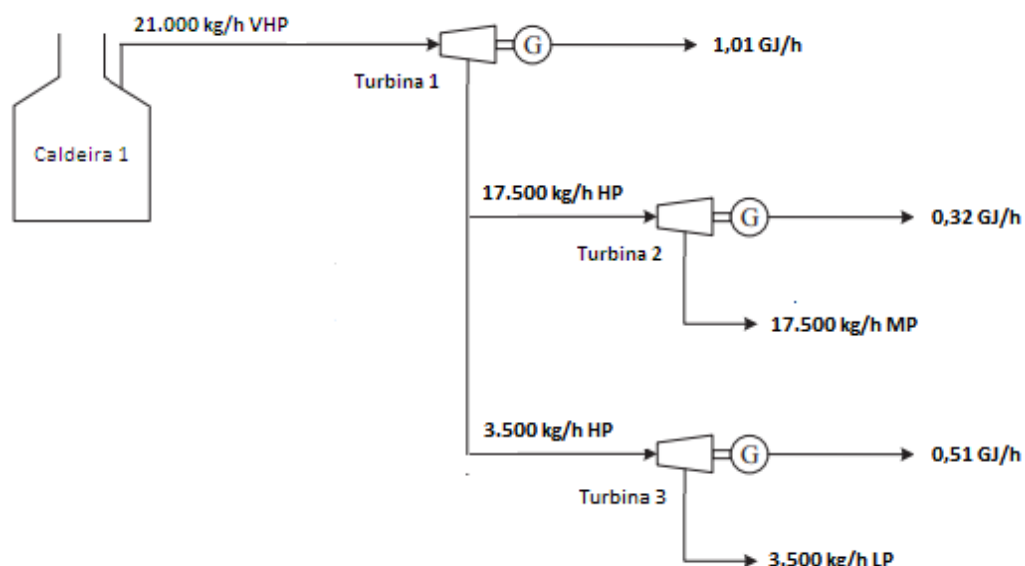 21.000 kg/h VHP
G
1,01 GJ/h
Turbina 1
Caldeira 1
17.500 kg/h HP
G
0,32 GJ/h
Turbina 2
17.500 kg/h MP
3.500 kg/h HP
G
0,51 GJ/h
Turbina 3
3.500 kg/h LP